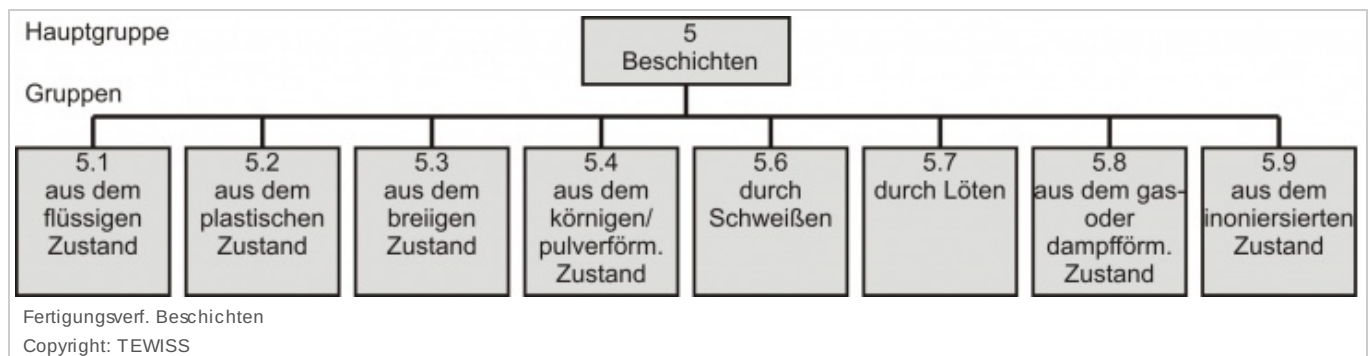 Hauptgruppe
5
Beschichten
Gruppen
5.1
aus dem
flüssigen
Zustand
5.2
aus dem
plastischen
Zustand
5.3
aus dem
breiigen
Zustand
5.4
aus dem
körnigen/
pulverförm.
Zustand
5.6
durch
Schweißen
5.7
durch Löten
5.8
aus dem gas-
oder
dampfförm.
Zustand
5.9
aus dem
inoniersierten
Zustand
Fertigungsverf. Beschichten
Copyright: TEWISS